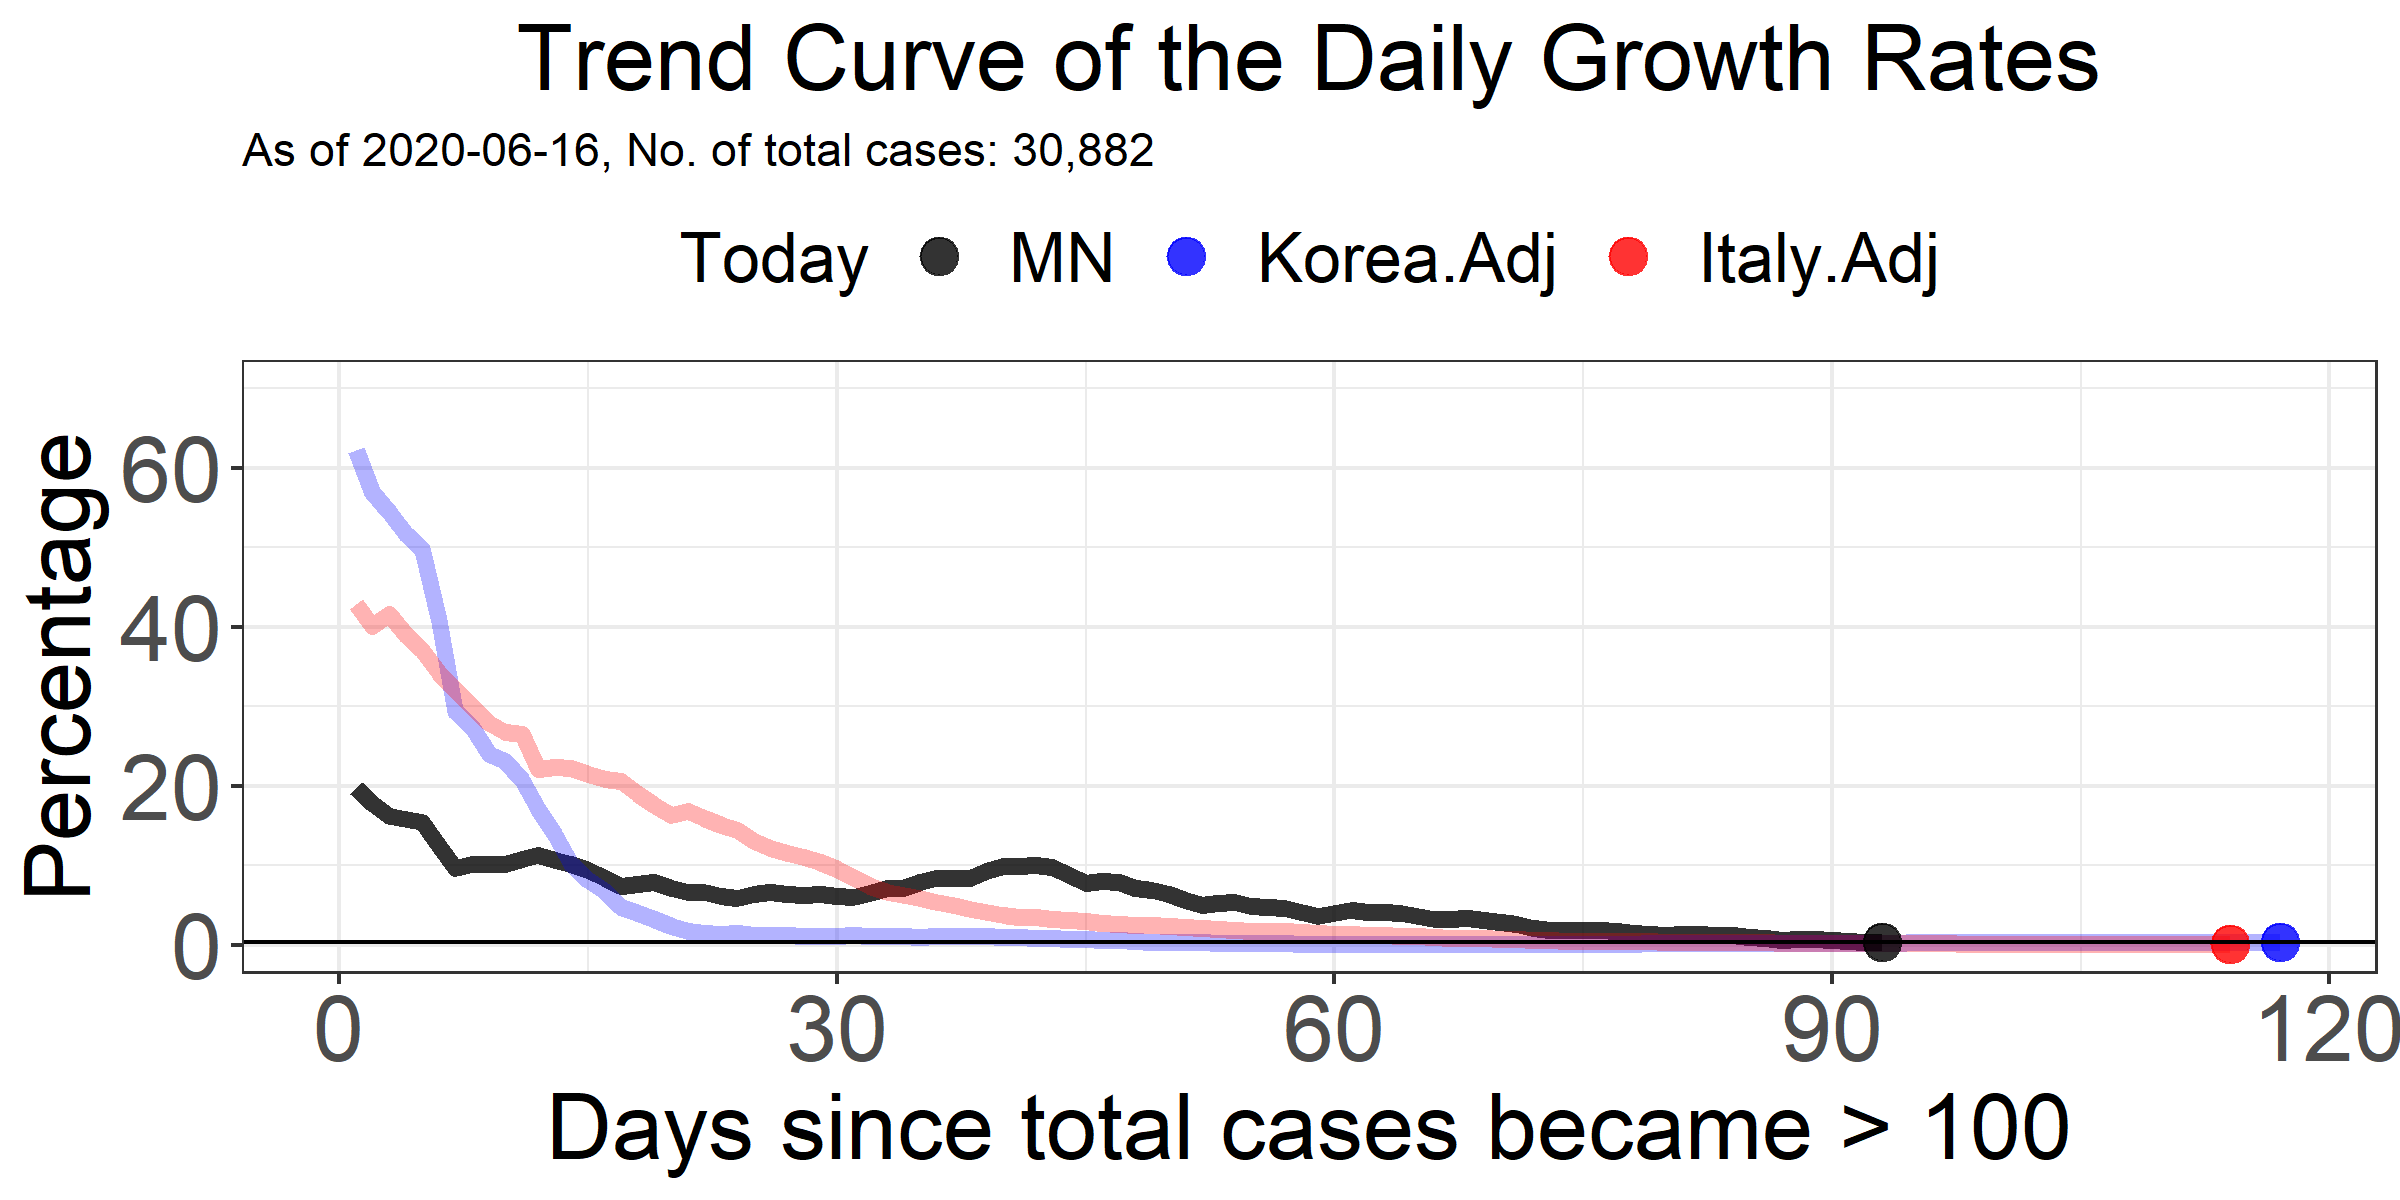 Trend Curve of the Daily Growth Rates
As of 2020-06-16, No. of total cases: 30,882
Today MN Korea.Adj Italy.Adj
Percentage
60
40
20
0
0 30 60 90 120
Days since total cases became > 100